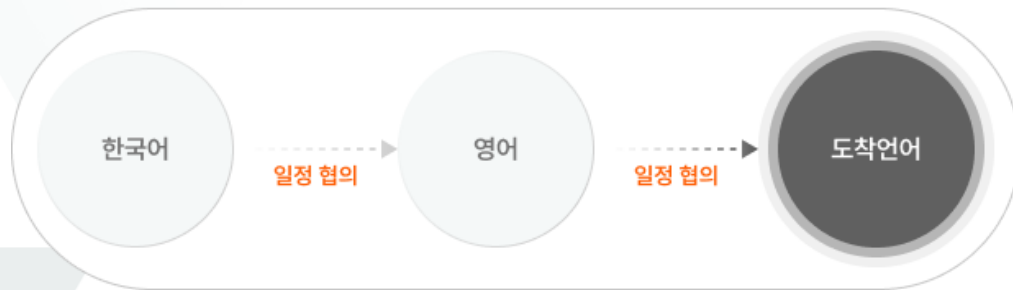 한국어
일정 협의
영어
일정 협의
도착언어